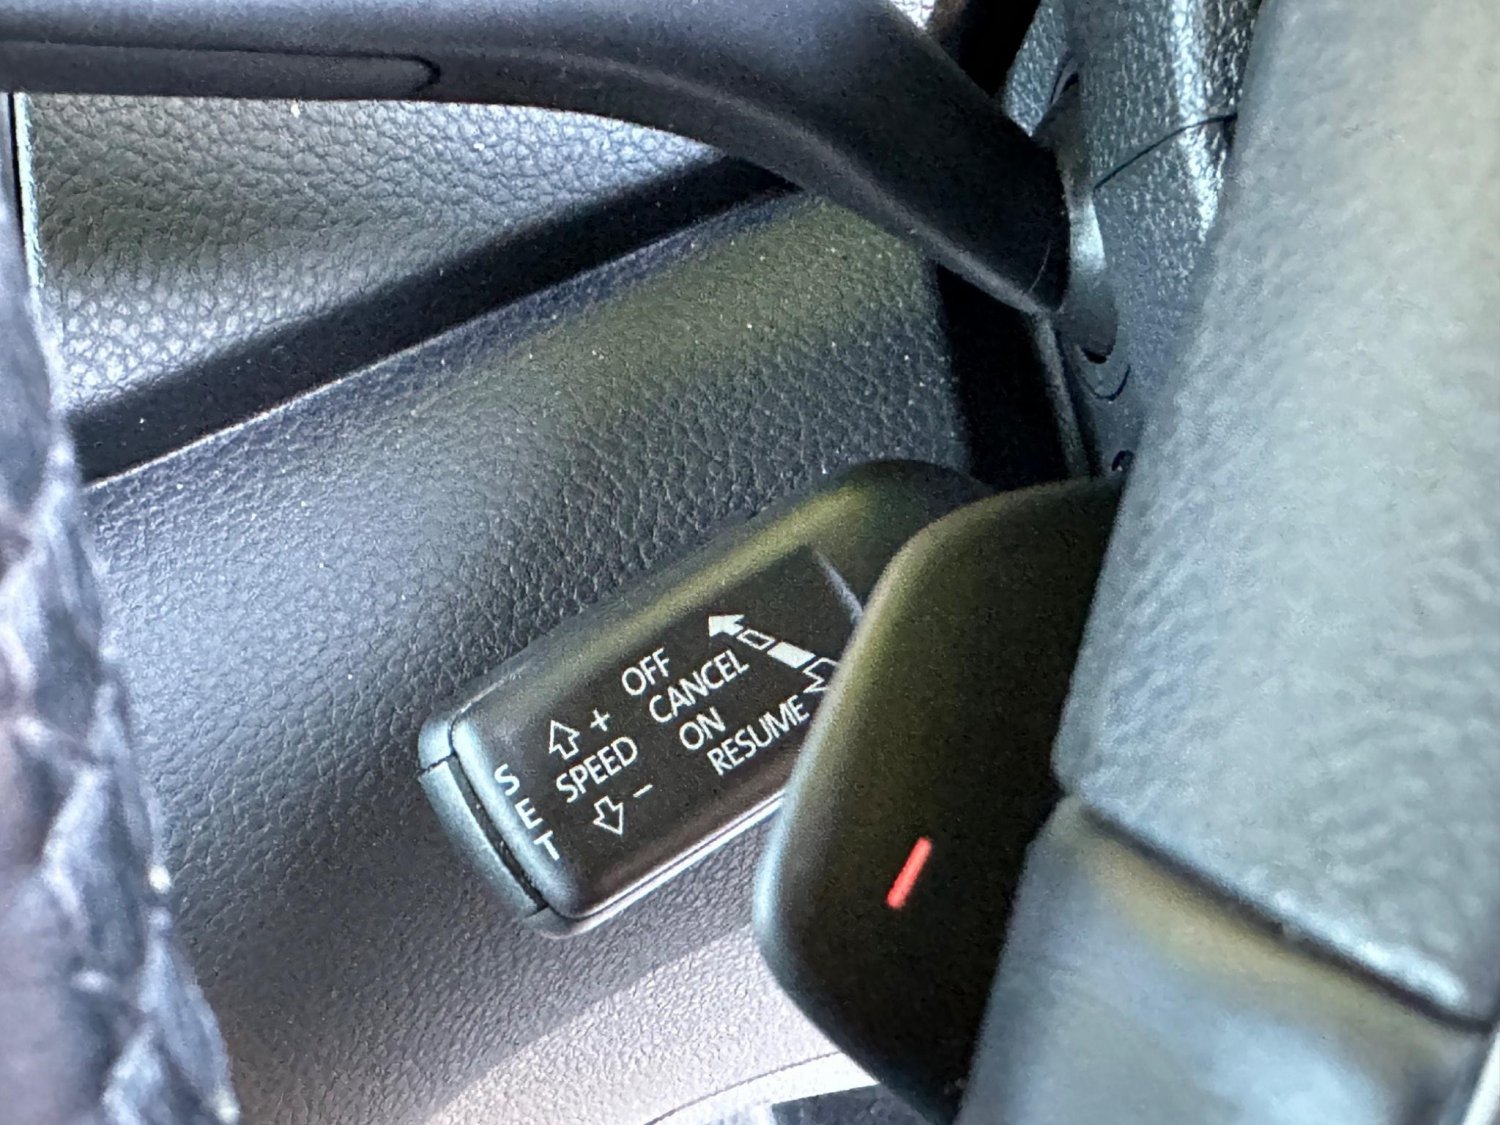 OFF
CANCEL
ON
RESUME
+
SPEED
−
SET